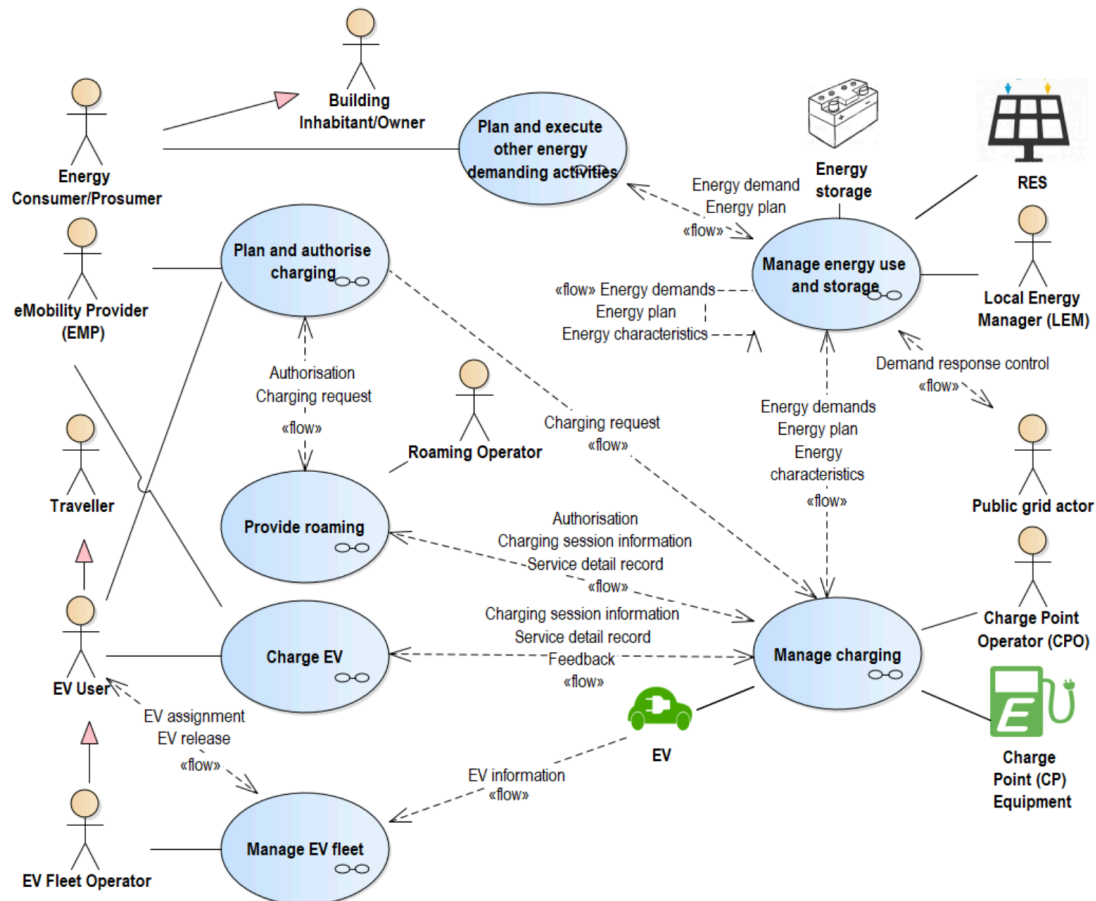 Building
Inhabitant/Owner
Energy
Consumer/Prosumer
Plan and execute
other energy
demanding activities
Energy
storage
RES
Energy demand
Energy plan
«flow»
Plan and authorise
charging
eMobility Provider
(EMP)
Manage energy use
and storage
Local Energy
Manager (LEM)
«flow» Energy demands
Energy plan
Energy characteristics
Demand response control
«flow»
Authorisation
Charging request
«flow»
Roaming Operator
Charging request
«flow»
Energy demands
Energy plan
Energy
characteristics
«flow»
Public grid actor
Traveller
Provide roaming
Authorisation
Charging session information
Service detail record
«flow»
Charging session information
Service detail record
Feedback
«flow»
Charge EV
Manage charging
Charge Point
Operator (CPO)
EV User
EV assignment
EV release
«flow»
EV
E
Charge
Point (CP)
Equipment
EV information
«flow»
Manage EV fleet
EV Fleet Operator